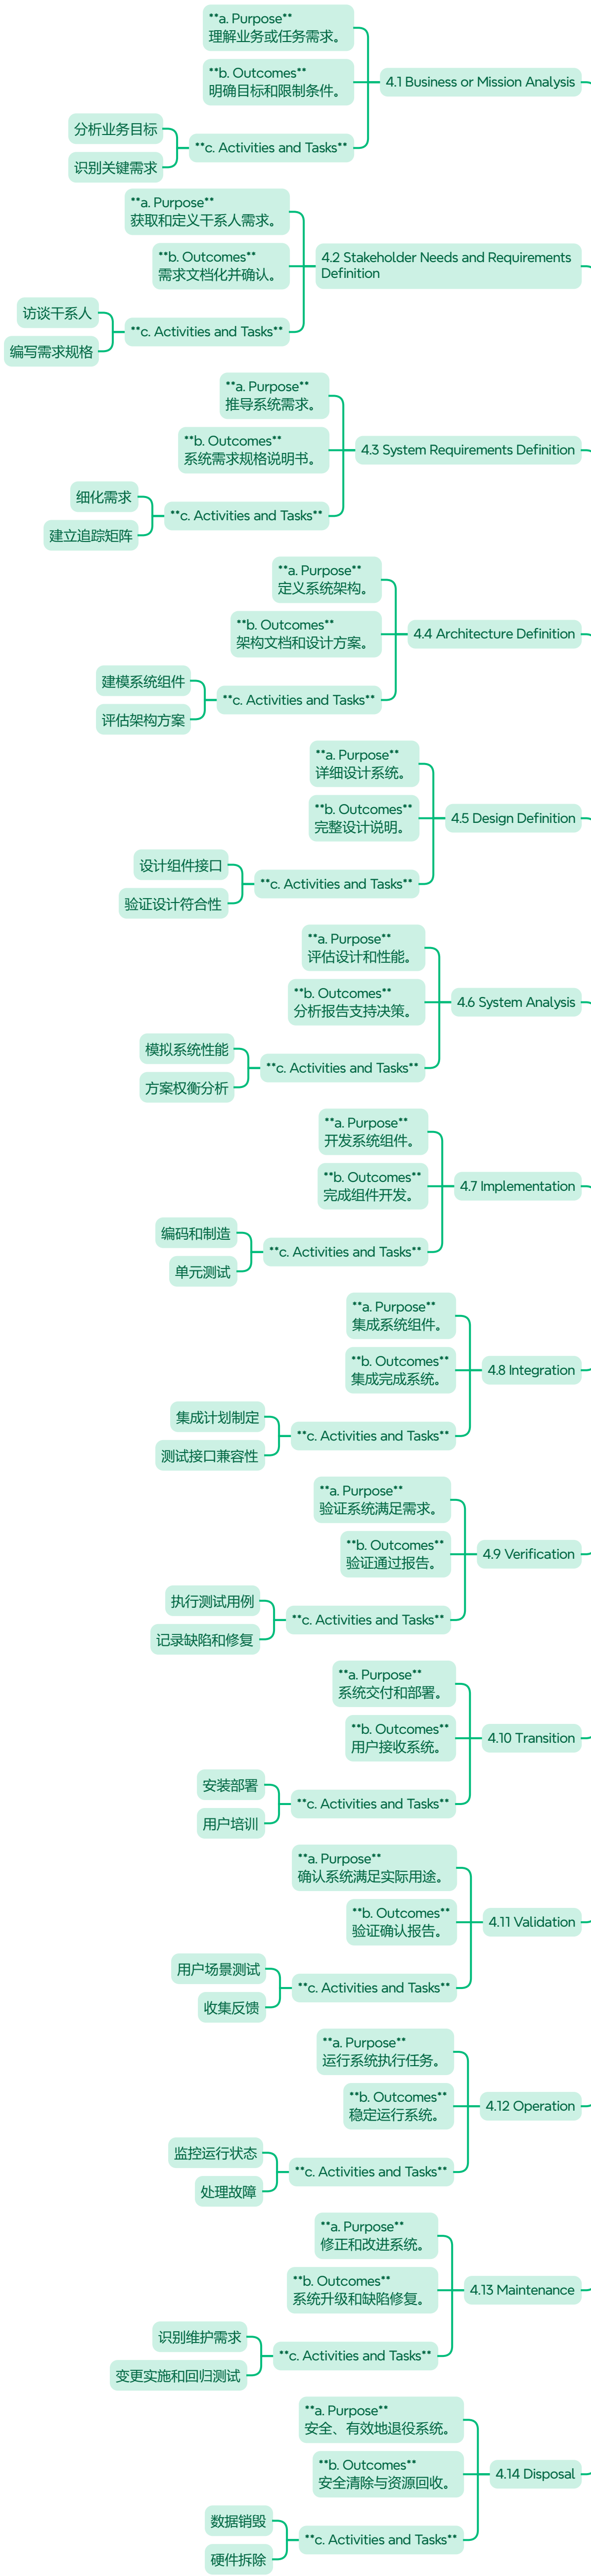 4.1 Business or Mission Analysis
**a. Purpose**
理解业务或任务需求。
**b. Outcomes**
明确目标和限制条件。
**c. Activities and Tasks**
分析业务目标
识别关键需求
4.2 Stakeholder Needs and Requirements
Definition
**a. Purpose**
获取和定义干系人需求。
**b. Outcomes**
需求文档化并确认。
**c. Activities and Tasks**
访谈干系人
编写需求规格
4.3 System Requirements Definition
**a. Purpose**
推导系统需求。
**b. Outcomes**
系统需求规格说明书。
**c. Activities and Tasks**
细化需求
建立追踪矩阵
4.4 Architecture Definition
**a. Purpose**
定义系统架构。
**b. Outcomes**
架构文档和设计方案。
**c. Activities and Tasks**
建模系统组件
评估架构方案
4.5 Design Definition
**a. Purpose**
详细设计系统。
**b. Outcomes**
完整设计说明。
**c. Activities and Tasks**
设计组件接口
验证设计符合性
4.6 System Analysis
**a. Purpose**
评估设计和性能。
**b. Outcomes**
分析报告支持决策。
**c. Activities and Tasks**
模拟系统性能
方案权衡分析
4.7 Implementation
**a. Purpose**
开发系统组件。
**b. Outcomes**
完成组件开发。
**c. Activities and Tasks**
编码和制造
单元测试
4.8 Integration
**a. Purpose**
集成系统组件。
**b. Outcomes**
集成完成系统。
**c. Activities and Tasks**
集成计划制定
测试接口兼容性
4.9 Verification
**a. Purpose**
验证系统满足需求。
**b. Outcomes**
验证通过报告。
**c. Activities and Tasks**
执行测试用例
记录缺陷和修复
4.10 Transition
**a. Purpose**
系统交付和部署。
**b. Outcomes**
用户接收系统。
**c. Activities and Tasks**
安装部署
用户培训
4.11 Validation
**a. Purpose**
确认系统满足实际用途。
**b. Outcomes**
验证确认报告。
**c. Activities and Tasks**
用户场景测试
收集反馈
4.12 Operation
**a. Purpose**
运行系统执行任务。
**b. Outcomes**
稳定运行系统。
**c. Activities and Tasks**
监控运行状态
处理故障
4.13 Maintenance
**a. Purpose**
修正和改进系统。
**b. Outcomes**
系统升级和缺陷修复。
**c. Activities and Tasks**
识别维护需求
变更实施和回归测试
4.14 Disposal
**a. Purpose**
安全、有效地退役系统。
**b. Outcomes**
安全清除与资源回收。
**c. Activities and Tasks**
数据销毁
硬件拆除